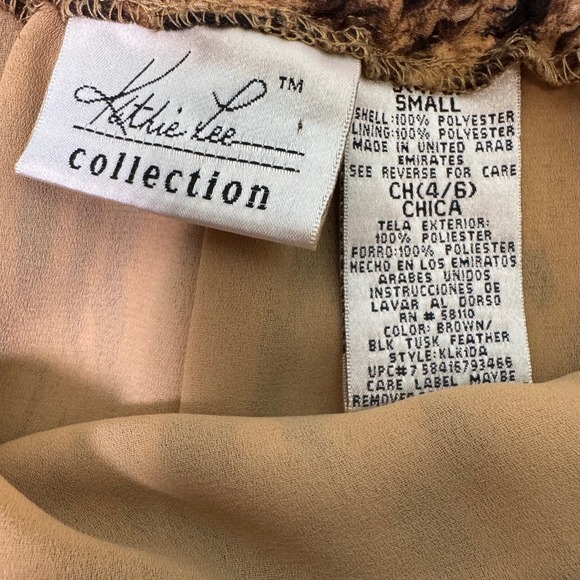 Kathie Lee ™
collection
SMALL
SHELL:100% POLYESTER
LINING:100% POLYESTER
MADE IN UNITED ARAB
EMIRATES
SEE REVERSE FOR CARE
CH(4/6)
CHICA
TELA EXTERIOR:
100% POLIESTER
FORRO:100% POLIESTER
HECHO EN LOS EMIRATOS
ARABES UNIDOS
INSTRUCCIONES DE
LAVAR AL DORSO
RN # 58110
COLOR: BROWN/
BLK TUSK FEATHER
STYLE: KLK1DA
UPC#7 58416793466
CARE LABEL MAYBE
REMOVED